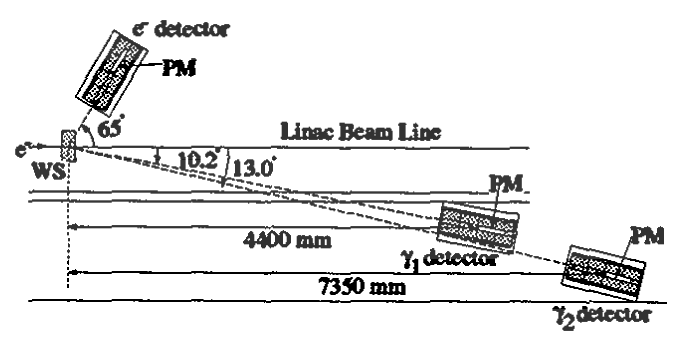 e⁻ detector
PM
65°
Linac Beam Line
e⁻
WS
10.2°
13.0°
PM
4400 mm
γ₁ detector
PM
7350 mm
γ₂ detector